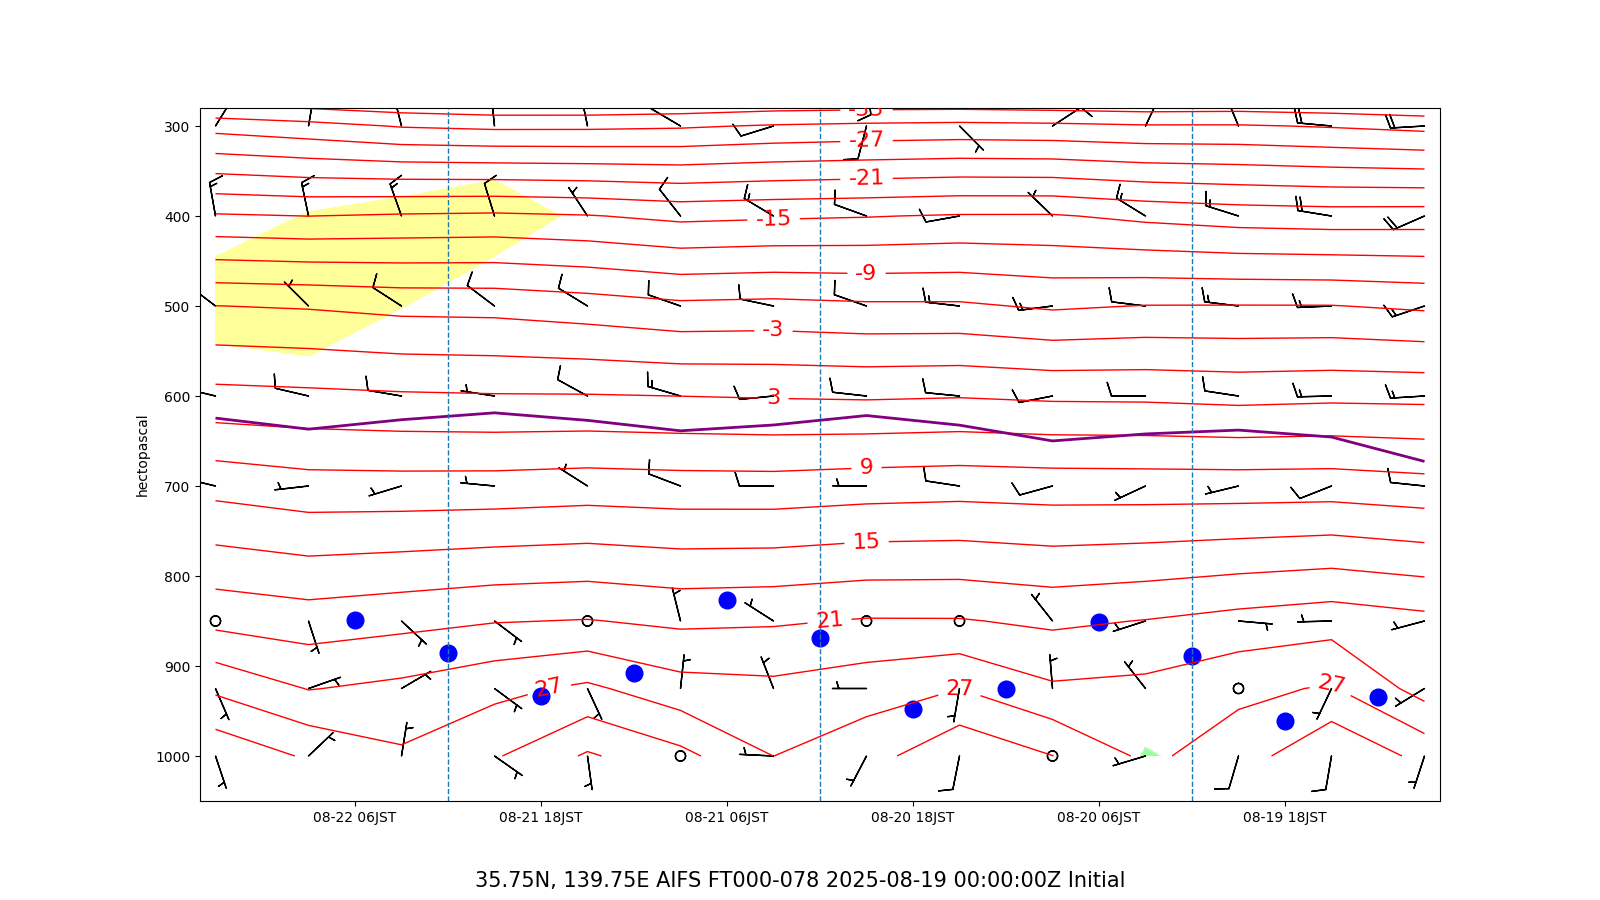 -33
300
-27
-21
400
-15
-9
500
-3
600
3
hectopascal
9
700
15
800
21
900
27
27
27
1000
08-22 06JST
08-21 18JST
08-21 06JST
08-20 18JST
08-20 06JST
08-19 18JST
35.75N, 139.75E AIFS FT000-078 2025-08-19 00:00:00Z Initial